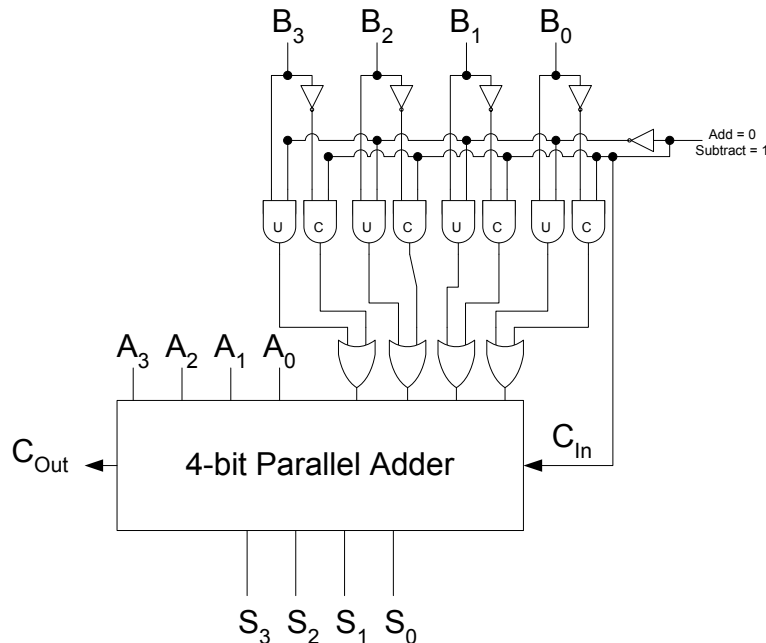 B3 B2 B1 B0
Add = 0
Subtract = 1
U C U C U C U C
A3 A2 A1 A0
COut
4-bit Parallel Adder
CIn
S3 S2 S1 S0